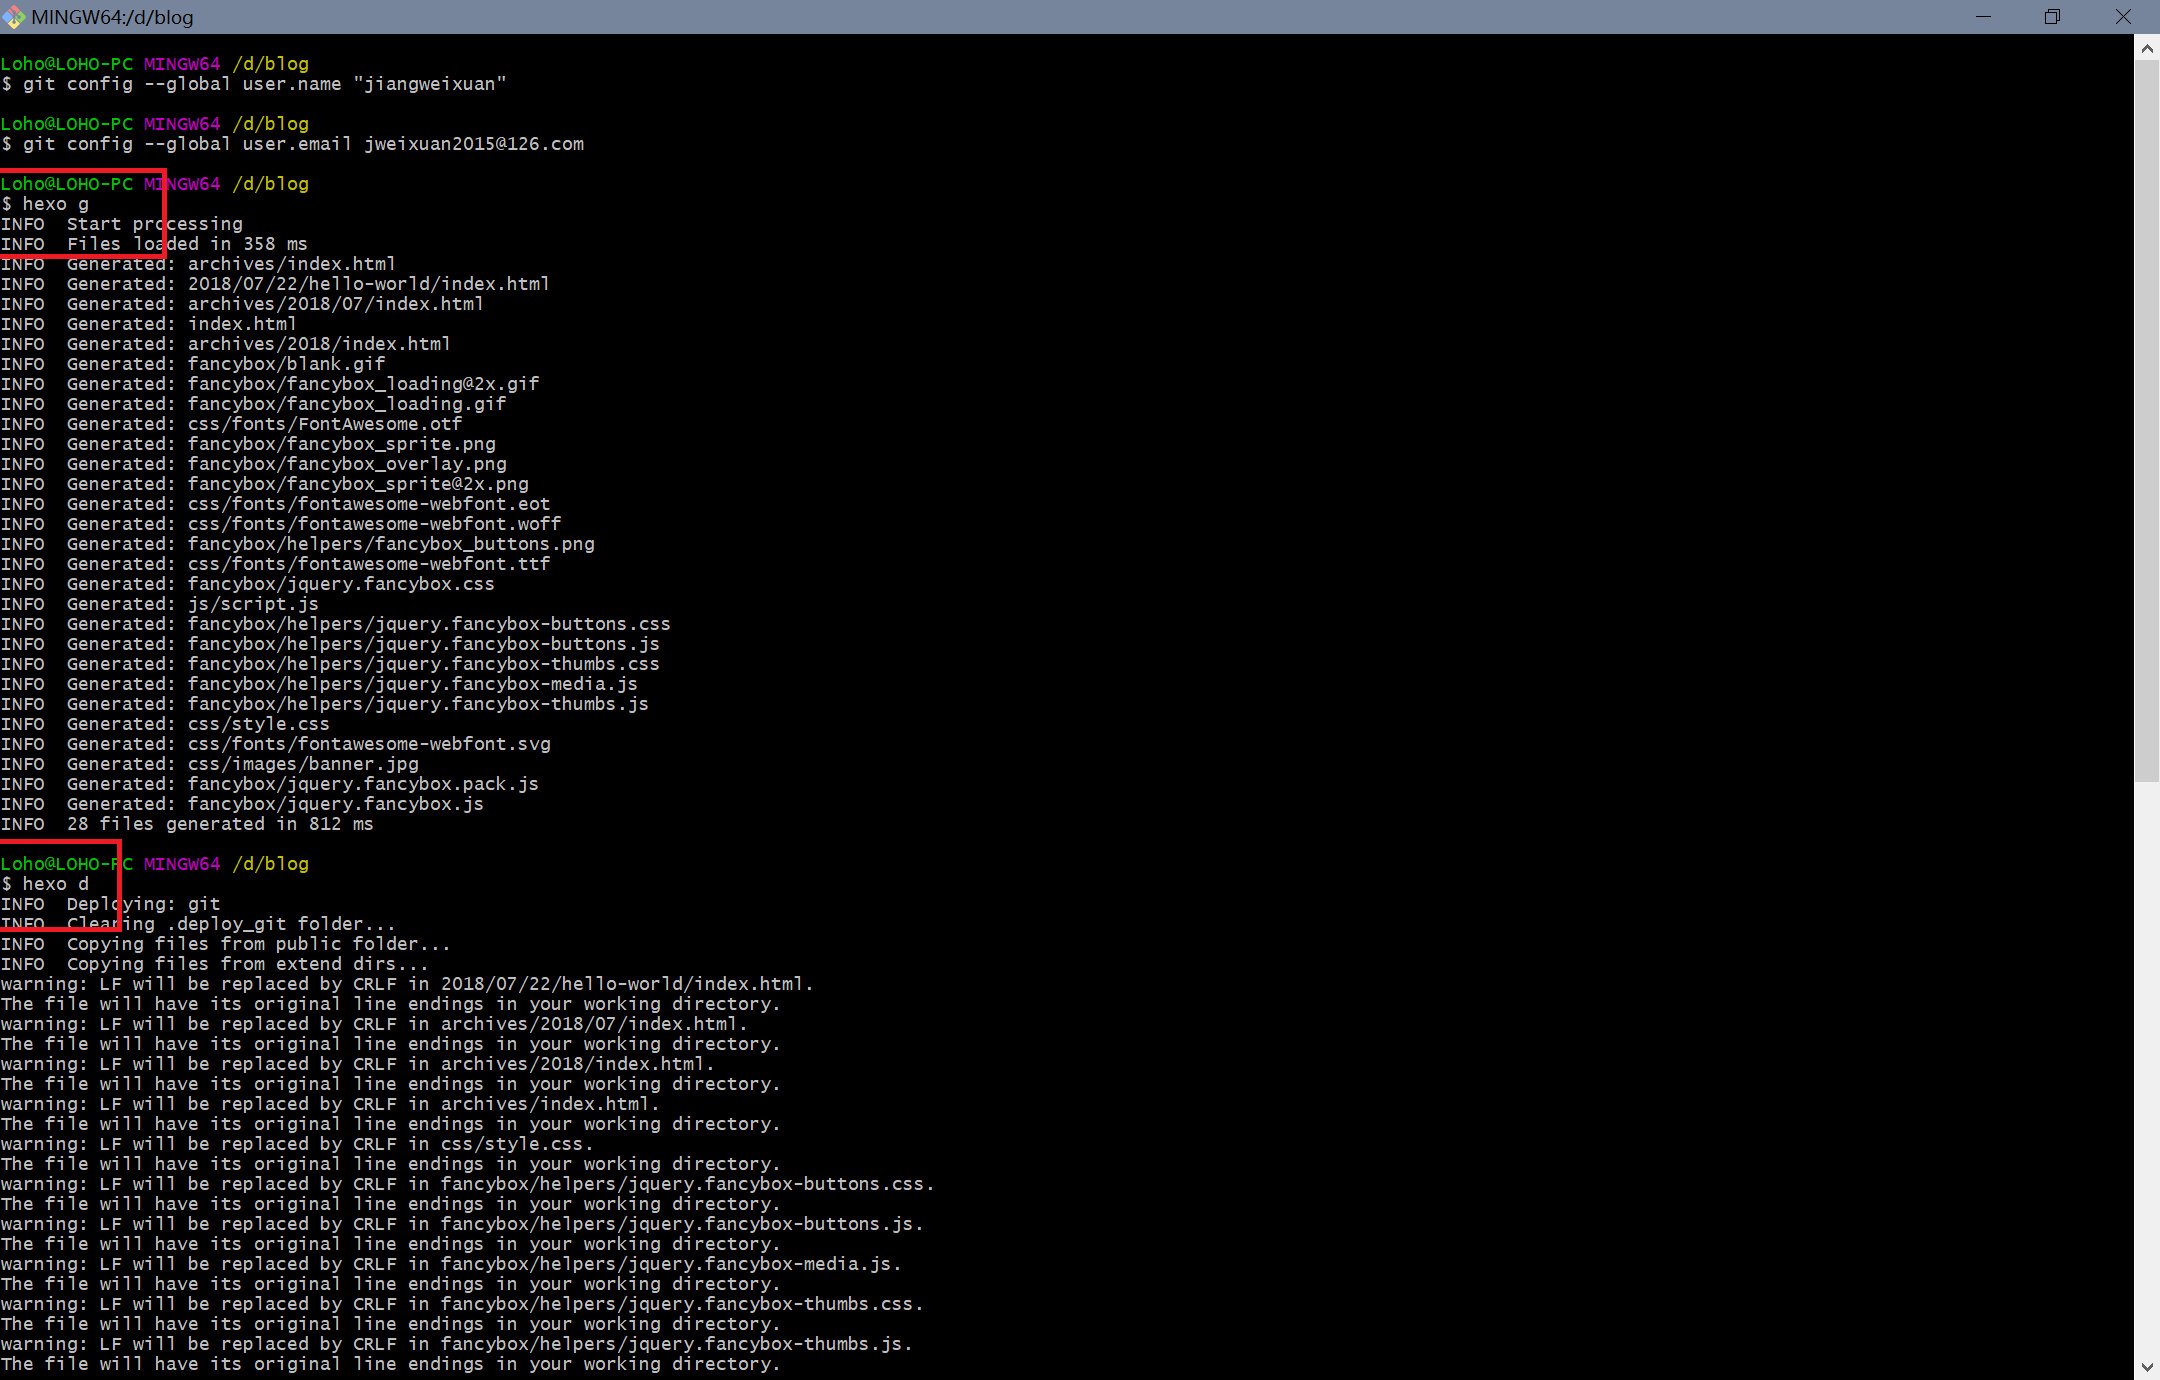 MINGW64:/d/blog
Loho@LOHO-PC MINGW64 /d/blog
$ git config --global user.name "jiangweixuan"
Loho@LOHO-PC MINGW64 /d/blog
$ git config --global user.email jweixuan2015@126.com
Loho@LOHO-PC MINGW64 /d/blog
$ hexo g
INFO  Start processing
INFO  Files loaded in 358 ms
INFO  Generated: archives/index.html
INFO  Generated: 2018/07/22/hello-world/index.html
INFO  Generated: archives/2018/07/index.html
INFO  Generated: index.html
INFO  Generated: archives/2018/index.html
INFO  Generated: fancybox/blank.gif
INFO  Generated: fancybox/fancybox_loading@2x.gif
INFO  Generated: fancybox/fancybox_loading.gif
INFO  Generated: css/fonts/FontAwesome.otf
INFO  Generated: fancybox/fancybox_sprite.png
INFO  Generated: fancybox/fancybox_overlay.png
INFO  Generated: fancybox/fancybox_sprite@2x.png
INFO  Generated: css/fonts/fontawesome-webfont.eot
INFO  Generated: css/fonts/fontawesome-webfont.woff
INFO  Generated: fancybox/helpers/fancybox_buttons.png
INFO  Generated: css/fonts/fontawesome-webfont.ttf
INFO  Generated: fancybox/jquery.fancybox.css
INFO  Generated: js/script.js
INFO  Generated: fancybox/helpers/jquery.fancybox-buttons.css
INFO  Generated: fancybox/helpers/jquery.fancybox-buttons.js
INFO  Generated: fancybox/helpers/jquery.fancybox-thumbs.css
INFO  Generated: fancybox/helpers/jquery.fancybox-media.js
INFO  Generated: fancybox/helpers/jquery.fancybox-thumbs.js
INFO  Generated: css/style.css
INFO  Generated: css/fonts/fontawesome-webfont.svg
INFO  Generated: css/images/banner.jpg
INFO  Generated: fancybox/jquery.fancybox.pack.js
INFO  Generated: fancybox/jquery.fancybox.js
INFO  28 files generated in 812 ms
Loho@LOHO-PC MINGW64 /d/blog
$ hexo d
INFO  Deploying: git
INFO  Clearing .deploy_git folder...
INFO  Copying files from public folder...
INFO  Copying files from extend dirs...
warning: LF will be replaced by CRLF in 2018/07/22/hello-world/index.html.
The file will have its original line endings in your working directory.
warning: LF will be replaced by CRLF in archives/2018/07/index.html.
The file will have its original line endings in your working directory.
warning: LF will be replaced by CRLF in archives/2018/index.html.
The file will have its original line endings in your working directory.
warning: LF will be replaced by CRLF in archives/index.html.
The file will have its original line endings in your working directory.
warning: LF will be replaced by CRLF in css/style.css.
The file will have its original line endings in your working directory.
warning: LF will be replaced by CRLF in fancybox/helpers/jquery.fancybox-buttons.css.
The file will have its original line endings in your working directory.
warning: LF will be replaced by CRLF in fancybox/helpers/jquery.fancybox-buttons.js.
The file will have its original line endings in your working directory.
warning: LF will be replaced by CRLF in fancybox/helpers/jquery.fancybox-media.js.
The file will have its original line endings in your working directory.
warning: LF will be replaced by CRLF in fancybox/helpers/jquery.fancybox-thumbs.css.
The file will have its original line endings in your working directory.
warning: LF will be replaced by CRLF in fancybox/helpers/jquery.fancybox-thumbs.js.
The file will have its original line endings in your working directory.